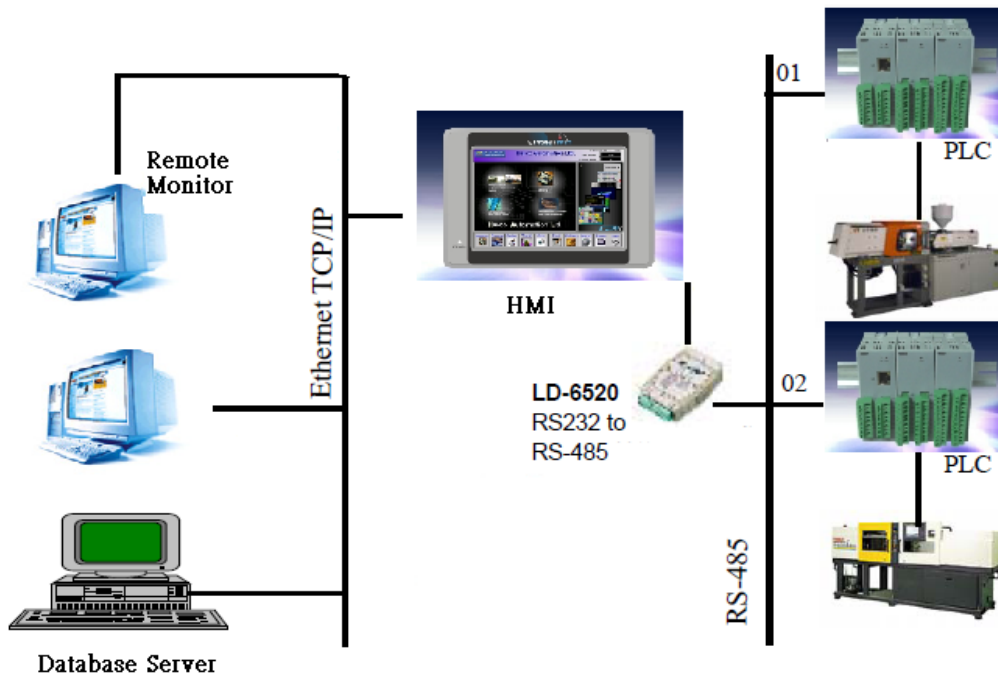 Remote
Monitor
Ethernet TCP/IP
HMI
LD-6520
RS232 to
RS-485
RS-485
01
PLC
02
PLC
Database Server